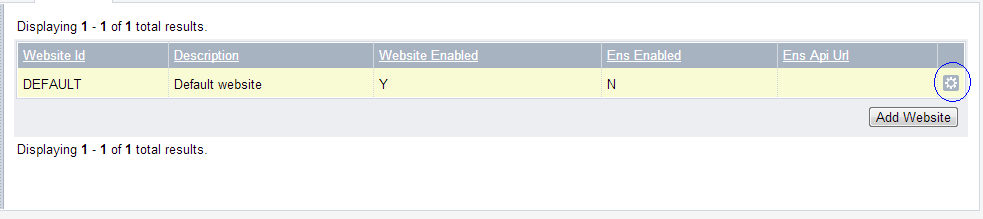 Displaying 1 - 1 of 1 total results.
Website Id Description Website Enabled Ens Enabled Ens Api Url
DEFAULT Default website Y N
Add Website
Displaying 1 - 1 of 1 total results.